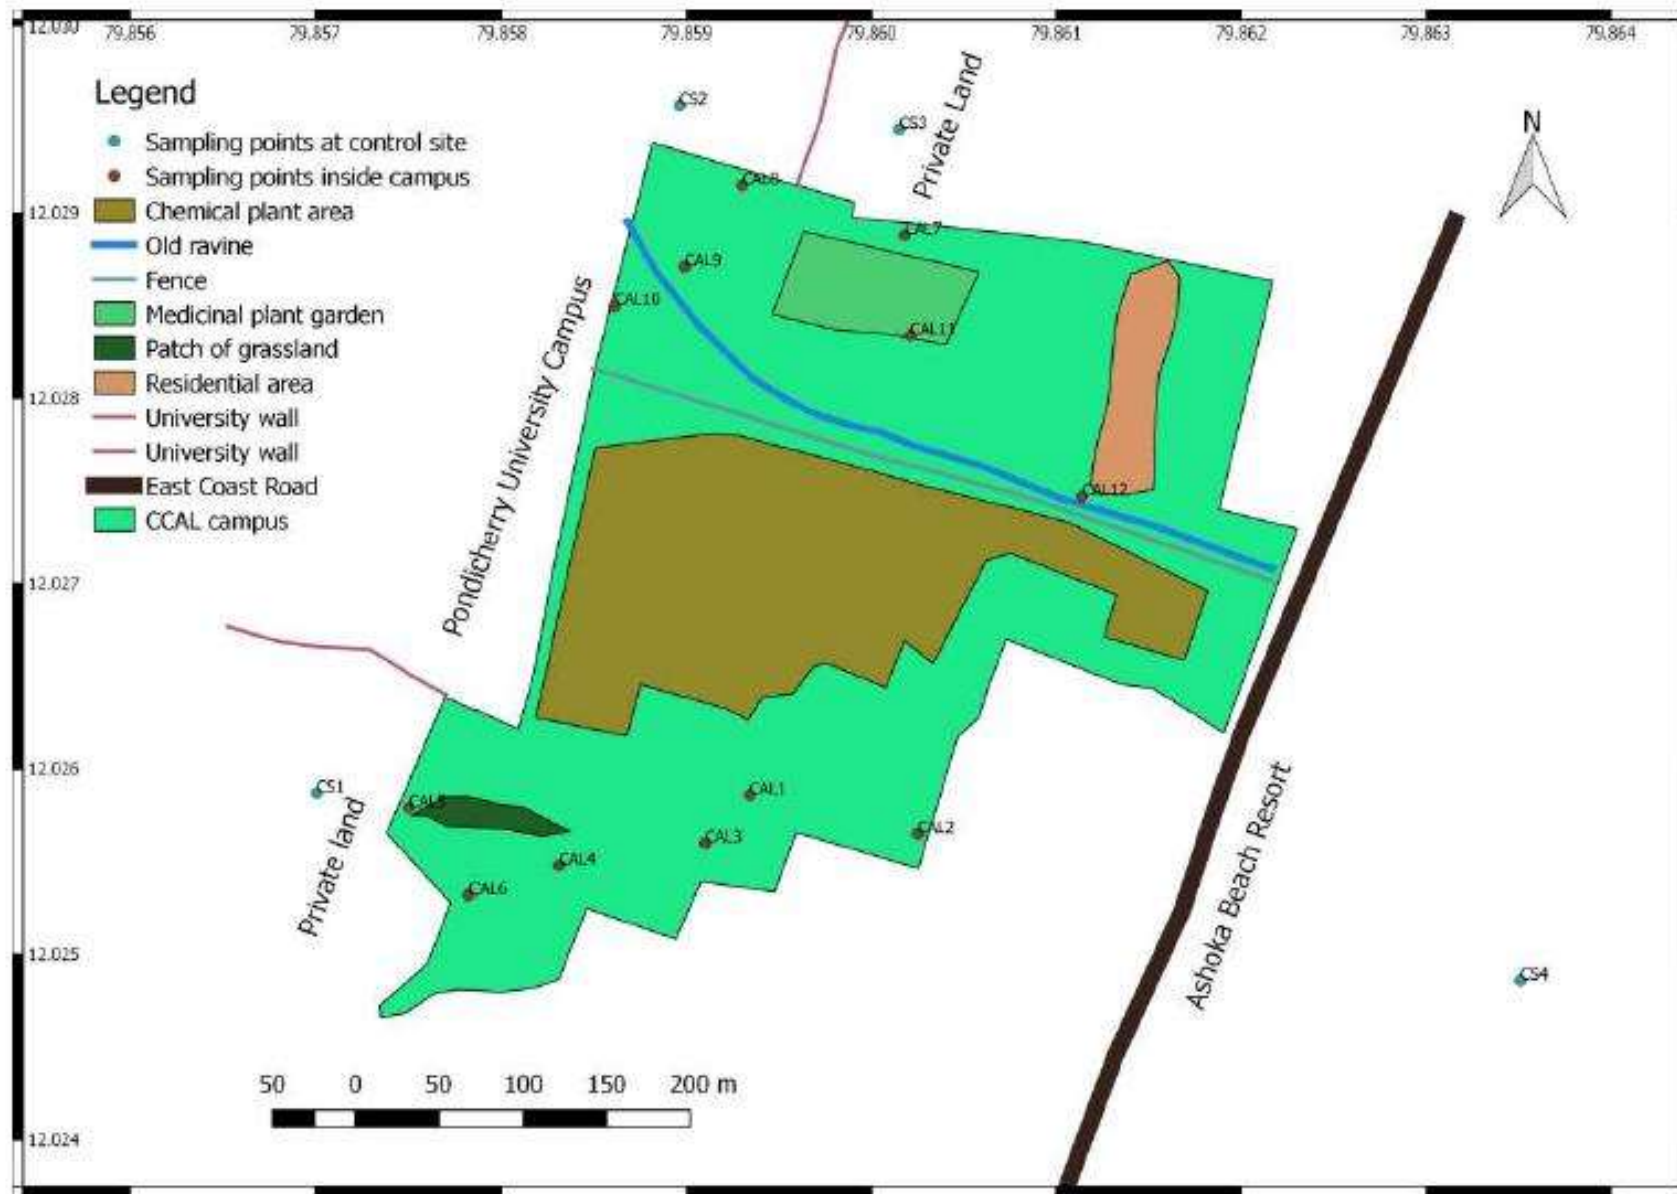 12.030
79.856
79.857
79.858
79.859
79.860
79.861
79.862
79.863
79.864
Legend
Sampling points at control site
Sampling points inside campus
Chemical plant area
Old ravine
Fence
Medicinal plant garden
Patch of grassland
Residential area
University wall
University wall
East Coast Road
CCAL campus
N
CS2
CS3
Private Land
CAL8
12.029
CAL7
CAL9
CAL10
CAL11
Pondicherry University Campus
12.028
CAL12
12.027
12.026
CS1
CAL5
CAL1
CAL3
CAL2
CAL4
CAL6
Private land
Ashoka Beach Resort
12.025
CS4
50 0 50 100 150 200 m
12.024